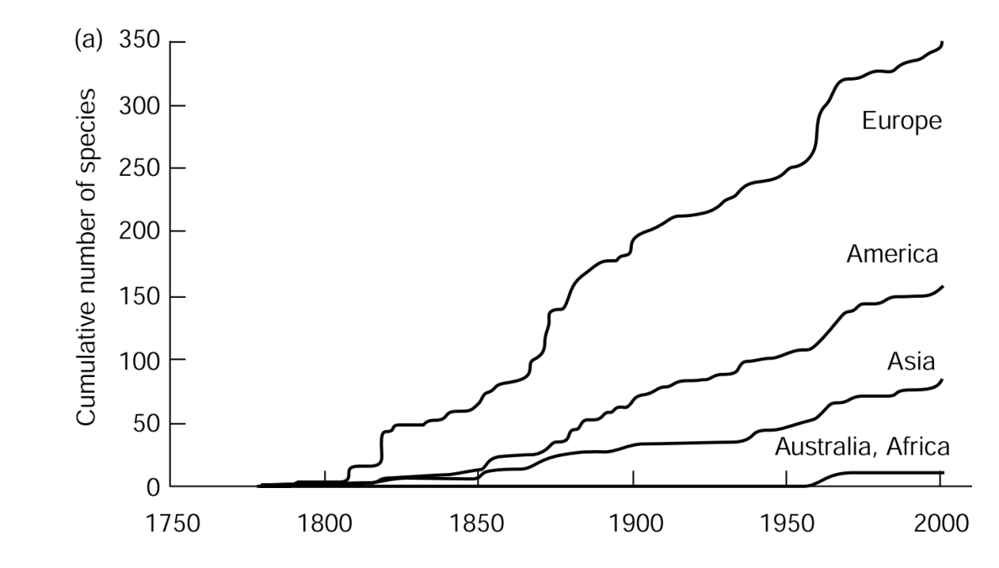 (a)
350
300
250
200
150
100
50
0
Cumulative number of species
Europe
America
Asia
Australia, Africa
1750 1800 1850 1900 1950 2000